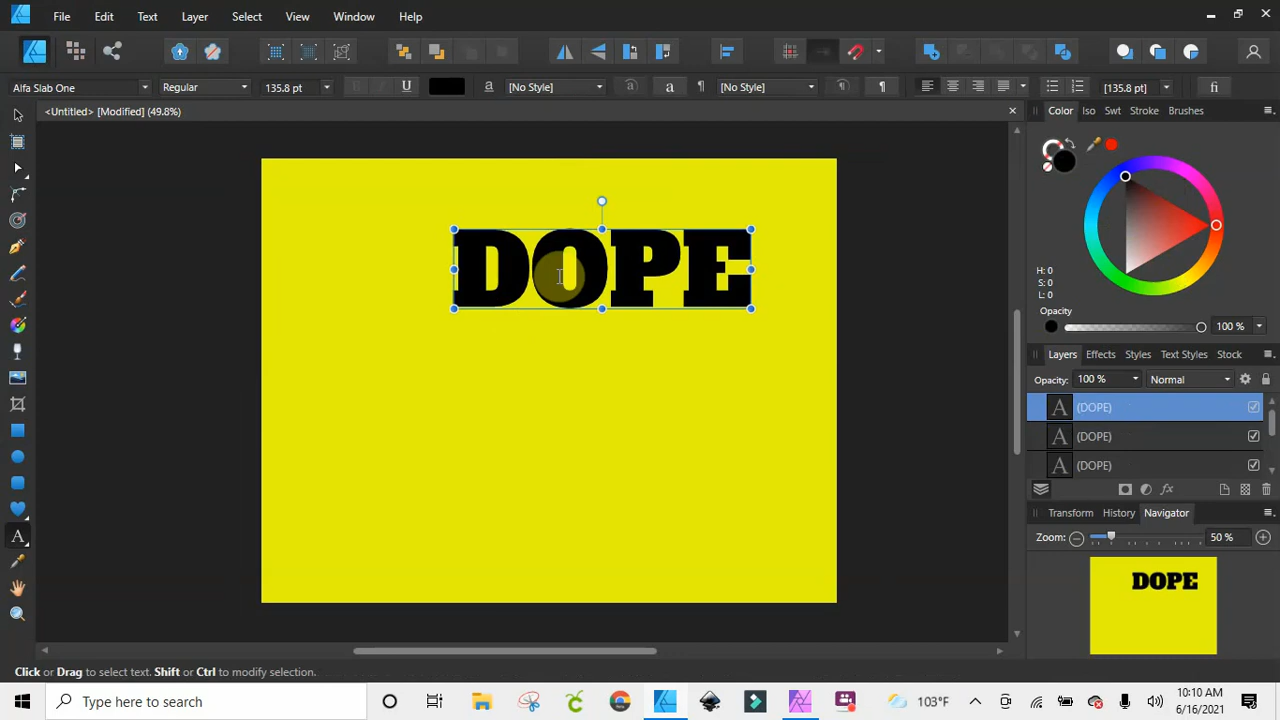 File Edit Text Layer Select View Window Help
Alfa Slab One Regular 135.8 pt U a [No Style] a a ¶ [No Style] ¶ [135.8 pt] fi
<Untitled> [Modified] (49.8%)
Color Iso Swt Stroke Brushes
DOPE
H: 0
S: 0
L: 0
Opacity
100 %
Layers Effects Styles Text Styles Stock
Opacity: 100 % Normal
A (DOPE)
A (DOPE)
A (DOPE)
fx
Transform History Navigator
Zoom: 50 %
DOPE
A
Click or Drag to select text. Shift or Ctrl to modify selection.
Type here to search
103°F
10:10 AM
6/16/2021